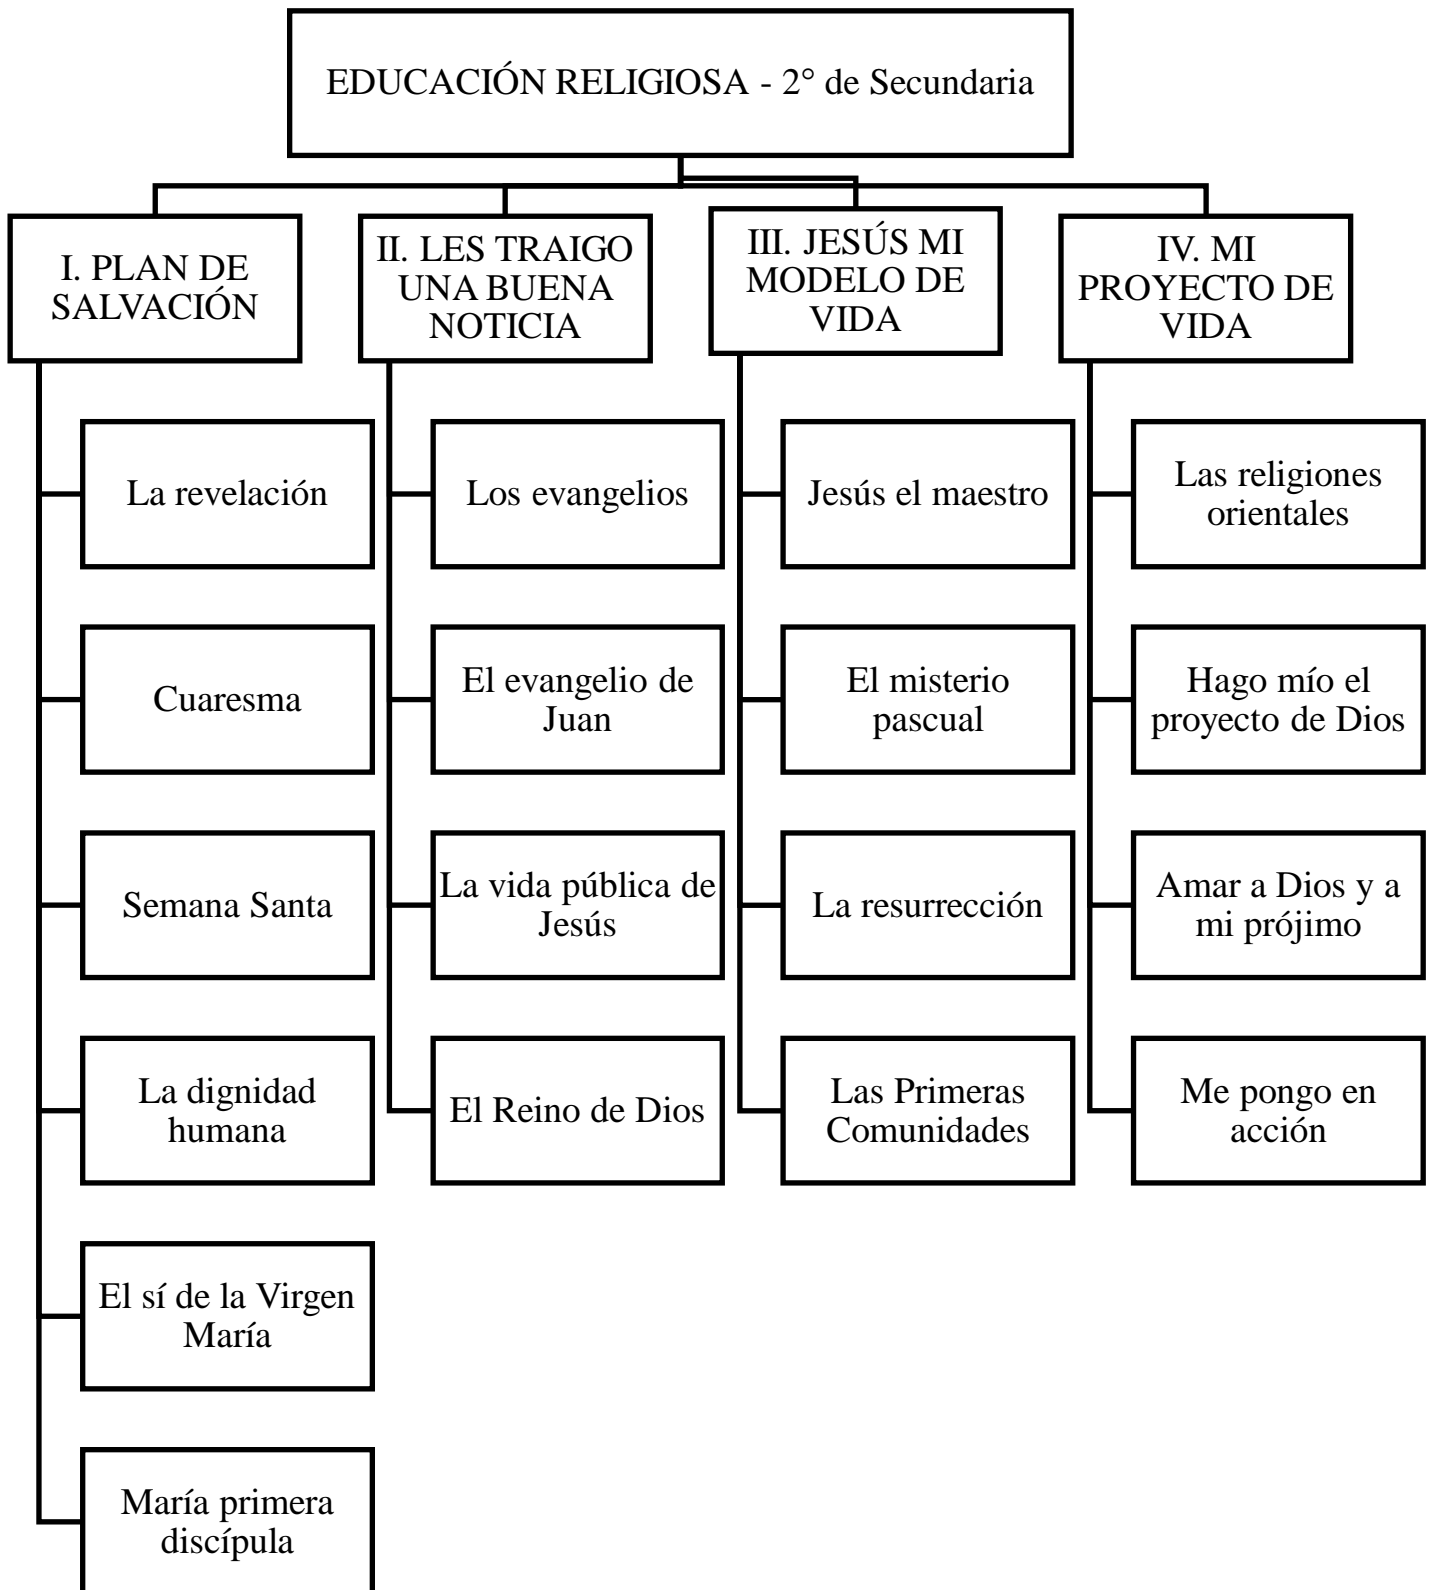 EDUCACIÓN RELIGIOSA - 2° de Secundaria
I. PLAN DE
SALVACIÓN
La revelación
Cuaresma
Semana Santa
La dignidad
humana
El sí de la Virgen
María
María primera
discípula
II. LES TRAIGO
UNA BUENA
NOTICIA
Los evangelios
El evangelio de
Juan
La vida pública de
Jesús
El Reino de Dios
III. JESÚS MI
MODELO DE
VIDA
Jesús el maestro
El misterio
pascual
La resurrección
Las Primeras
Comunidades
IV. MI
PROYECTO DE
VIDA
Las religiones
orientales
Hago mío el
proyecto de Dios
Amar a Dios y a
mi prójimo
Me pongo en
acción